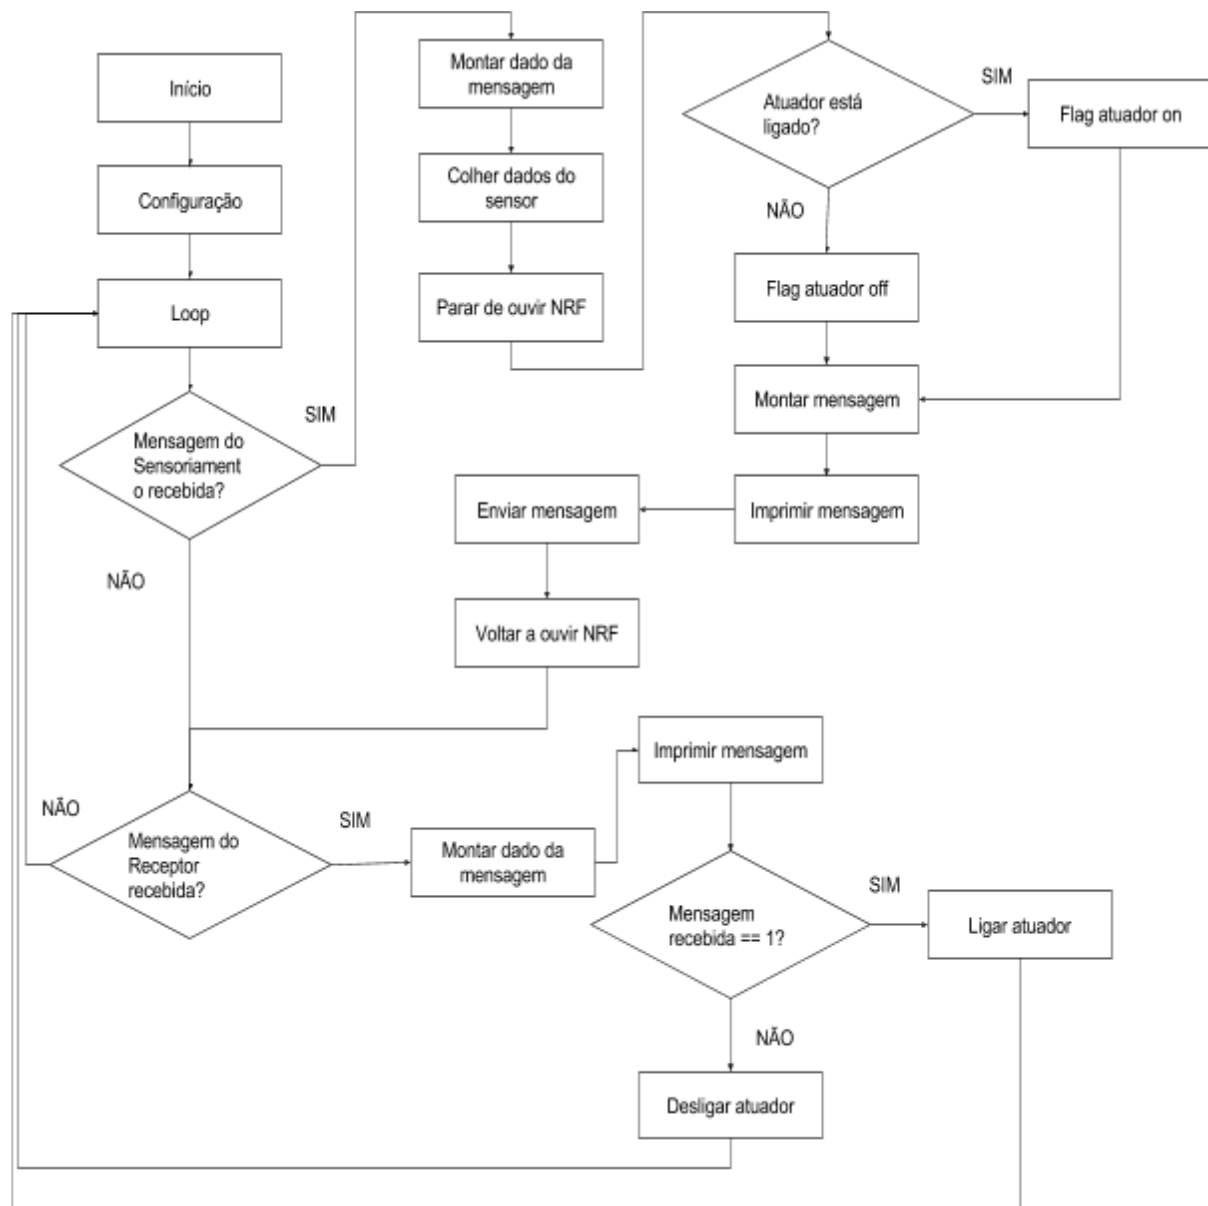 Início
Configuração
Loop
Mensagem do
Sensoriament
o recebida?
SIM
NÃO
Montar dado da
mensagem
Colher dados do
sensor
Parar de ouvir NRF
Atuador está
ligado?
SIM
Flag atuador on
NÃO
Flag atuador off
Montar mensagem
Imprimir mensagem
Enviar mensagem
Voltar a ouvir NRF
Mensagem do
Receptor
recebida?
NÃO
SIM
Montar dado da
mensagem
Imprimir mensagem
Mensagem
recebida == 1?
SIM
Ligar atuador
NÃO
Desligar atuador